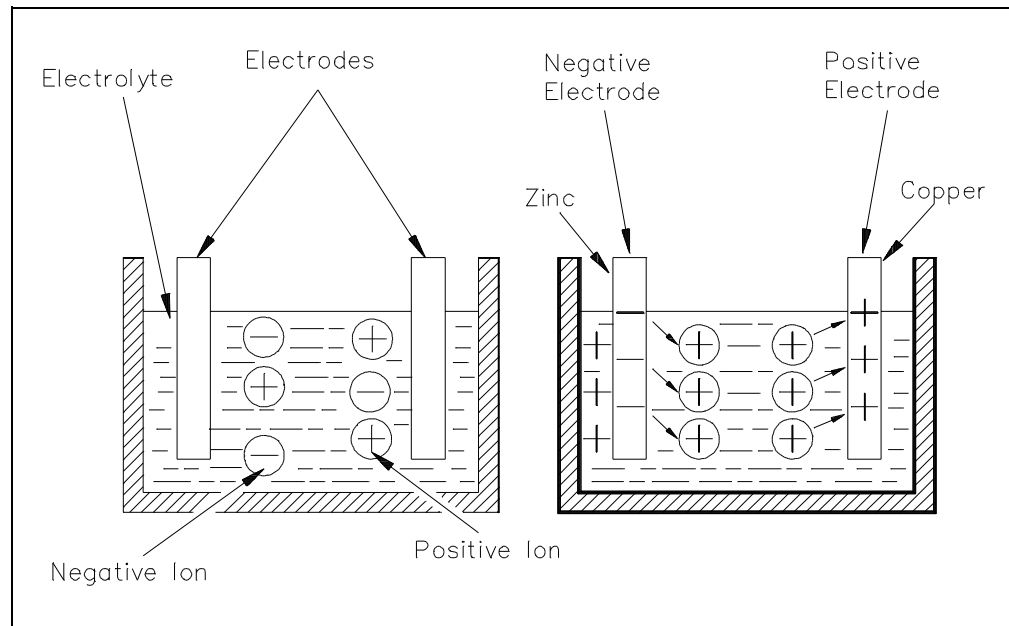 Electrolyte
Electrodes
Negative Ion
Positive Ion
Negative
Electrode
Positive
Electrode
Zinc
Copper